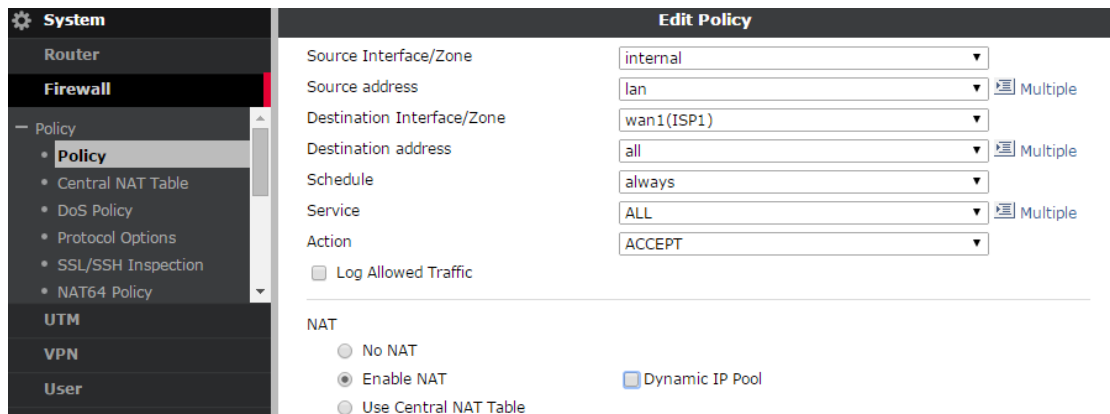 System
Router
Firewall
Policy
Policy
Central NAT Table
DoS Policy
Protocol Options
SSL/SSH Inspection
NAT64 Policy
UTM
VPN
User
Edit Policy
Source Interface/Zone internal
Source address lan Multiple
Destination Interface/Zone wan1(ISP1)
Destination address all Multiple
Schedule always
Service ALL Multiple
Action ACCEPT
Log Allowed Traffic
NAT
No NAT
Enable NAT Dynamic IP Pool
Use Central NAT Table